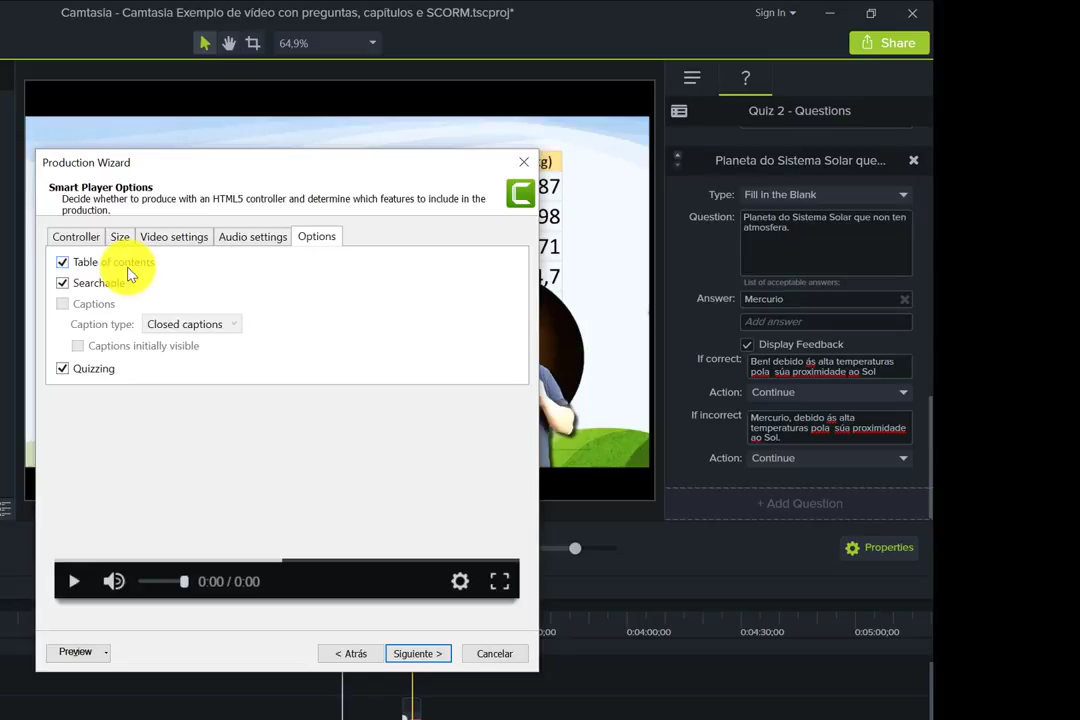 Camtasia - Camtasia Exemplo de vídeo con preguntas, capítulos e SCORM.tscproj*
Sign In
64,9%
Share
Quiz 2 - Questions
Production Wizard
Smart Player Options
Decide whether to produce with an HTML5 controller and determine which features to include in the
production.
Controller
Size
Video settings
Audio settings
Options
Table of contents
Searchable
Captions
Caption type:
Closed captions
Captions initially visible
Quizzing
0:00 / 0:00
Preview
< Atrás
Siguiente >
Cancelar
g)
87
98
71
4,7
Planeta do Sistema Solar que...
Type:
Fill in the Blank
Question:
Planeta do Sistema Solar que non ten
atmosfera.
List of acceptable answers:
Answer:
Mercurio
Add answer
Display Feedback
If correct:
Ben! debido ás alta temperaturas
pola súa proximidade ao Sol
Action:
Continue
If incorrect
Mercurio, debido ás alta
temperaturas pola súa proximidade
ao Sol.
Action:
Continue
+ Add Question
Properties
0;00
00:04:00;00
00:04:30;00
00:05:00;00